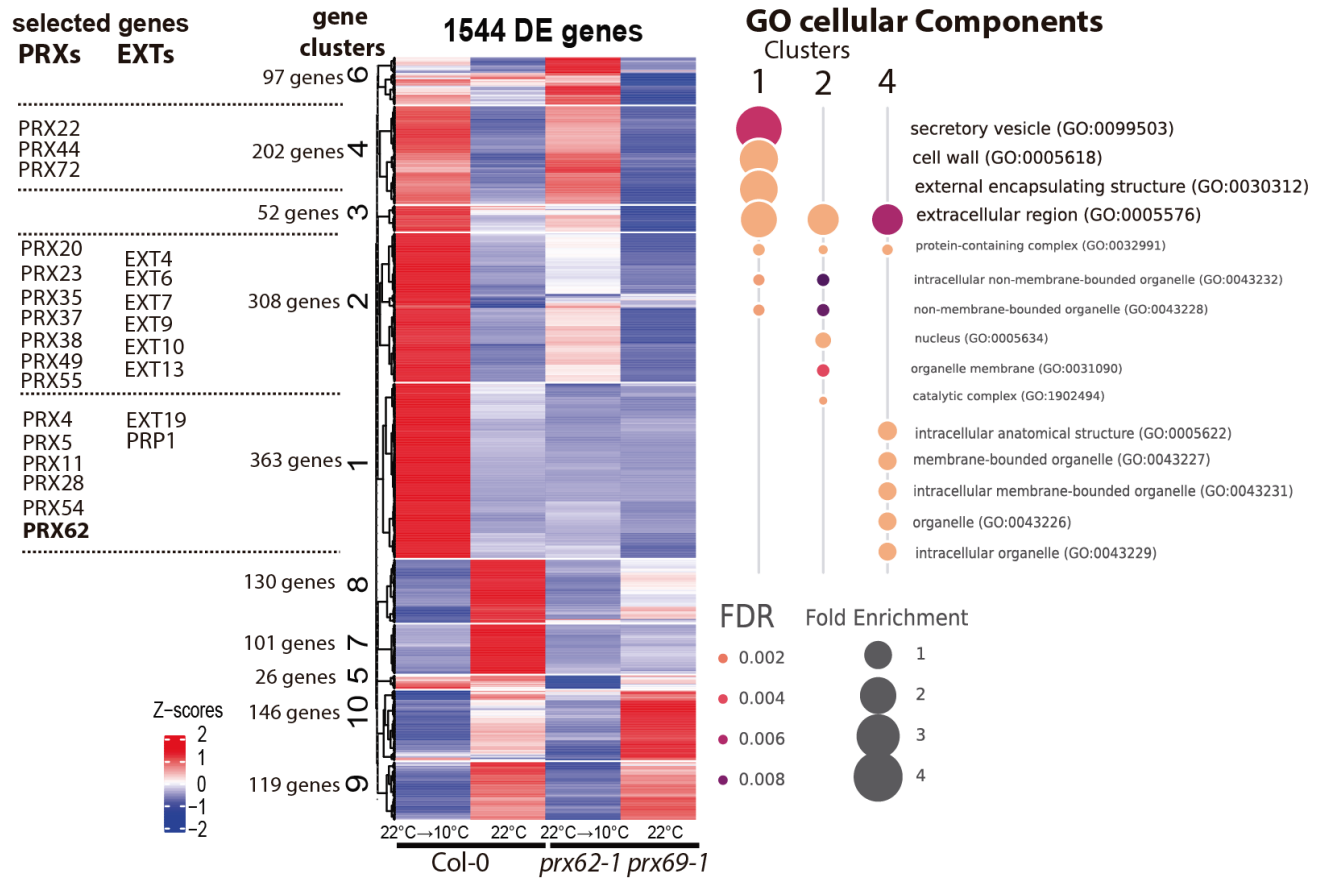 selected genes
PRXs EXTs
gene
clusters
1544 DE genes
GO cellular Components
Clusters
1 2 4
97 genes 6
PRX22
PRX44
PRX72
202 genes 4
52 genes 3
PRX20
PRX23
PRX35
PRX37
PRX38
PRX49
PRX55
EXT4
EXT6
EXT7
EXT9
EXT10
EXT13
308 genes 2
PRX4
PRX5
PRX11
PRX28
PRX54
PRX62
EXT19
PRP1
363 genes 1
130 genes 8
101 genes 7
26 genes 5
146 genes 10
119 genes 9
Z−scores
2
1
0
−1
−2
22°C→10°C 22°C 22°C→10°C 22°C
Col-0 prx62-1 prx69-1
secretory vesicle (GO:0099503)
cell wall (GO:0005618)
external encapsulating structure (GO:0030312)
extracellular region (GO:0005576)
protein-containing complex (GO:0032991)
intracellular non-membrane-bounded organelle (GO:0043232)
non-membrane-bounded organelle (GO:0043228)
nucleus (GO:0005634)
organelle membrane (GO:0031090)
catalytic complex (GO:1902494)
intracellular anatomical structure (GO:0005622)
membrane-bounded organelle (GO:0043227)
intracellular membrane-bounded organelle (GO:0043231)
organelle (GO:0043226)
intracellular organelle (GO:0043229)
FDR
0.002
0.004
0.006
0.008
Fold Enrichment
1
2
3
4